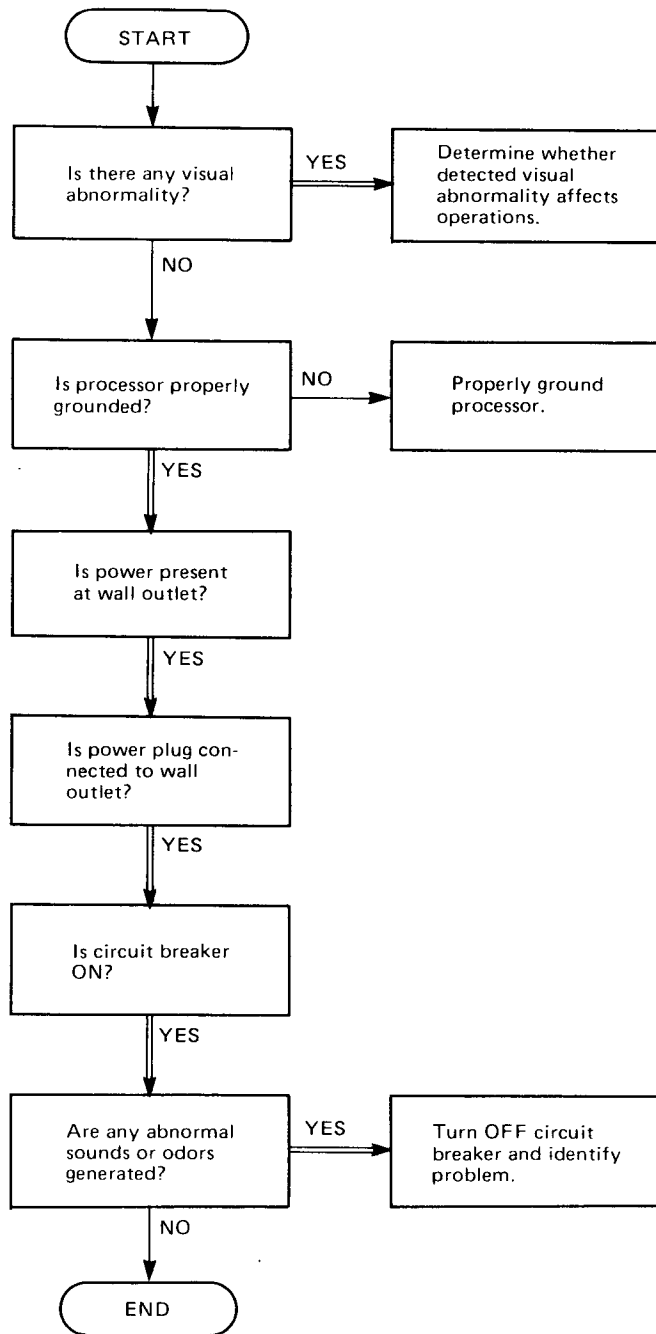 START
Is there any visual
abnormality?
YES
Determine whether
detected visual
abnormality affects
operations.
NO
Is processor properly
grounded?
NO
Properly ground
processor.
YES
Is power present
at wall outlet?
YES
Is power plug con-
nected to wall
outlet?
YES
Is circuit breaker
ON?
YES
Are any abnormal
sounds or odors
generated?
YES
Turn OFF circuit
breaker and identify
problem.
NO
END